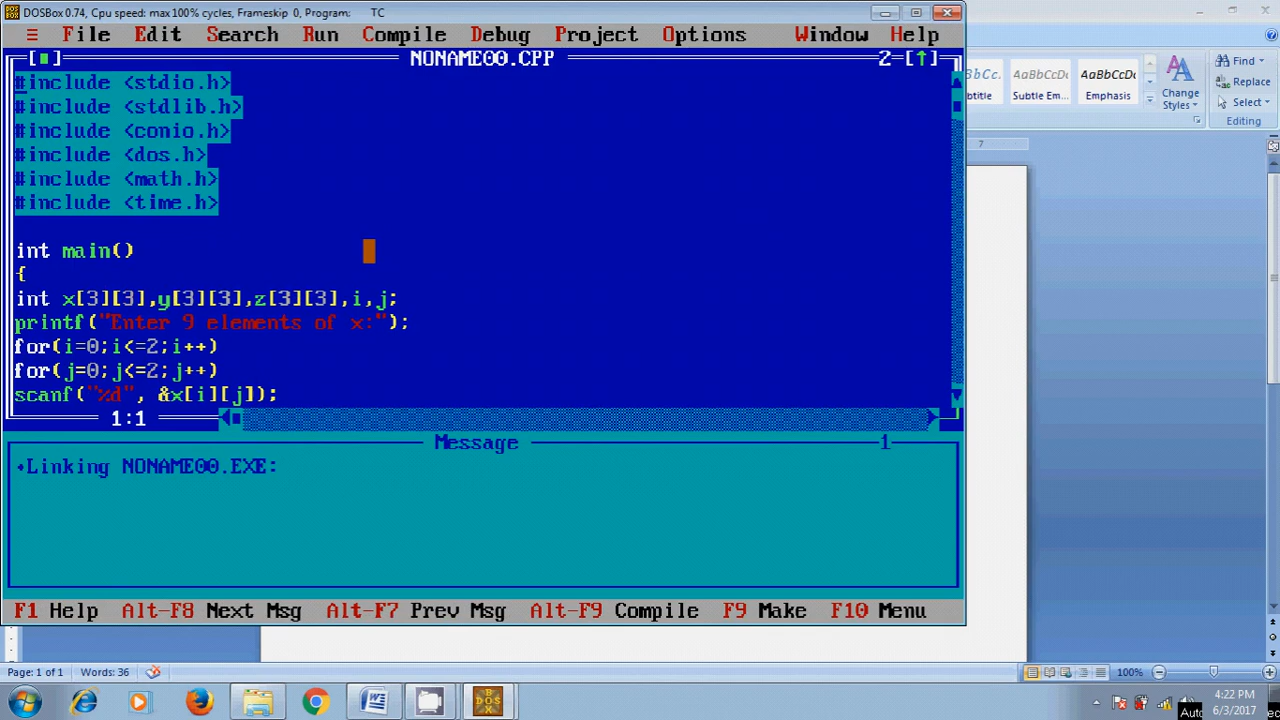 DOSBox 0.74, Cpu speed: max 100% cycles, Frameskip 0, Program: TC
≡ File Edit Search Run Compile Debug Project Options Window Help
[■] NONAME00.CPP 2=[↑]
#include <stdio.h>
#include <stdlib.h>
#include <conio.h>
#include <dos.h>
#include <math.h>
#include <time.h>
int main()
{
int x[3][3],y[3][3],z[3][3],i,j;
printf("Enter 9 elements of x:");
for(i=0;i<=2;i++)
for(j=0;j<=2;j++)
scanf("%d", &x[i][j]);
1:1
Message 1
•Linking NONAME00.EXE:
F1 Help Alt-F8 Next Msg Alt-F7 Prev Msg Alt-F9 Compile F9 Make F10 Menu
AaBbCcDc AaBbCcDc
Subtle Em... Emphasis
Change
Styles
Find
Replace
Select
Editing
7
Page: 1 of 1 Words: 36 100%
4:22 PM
6/3/2017